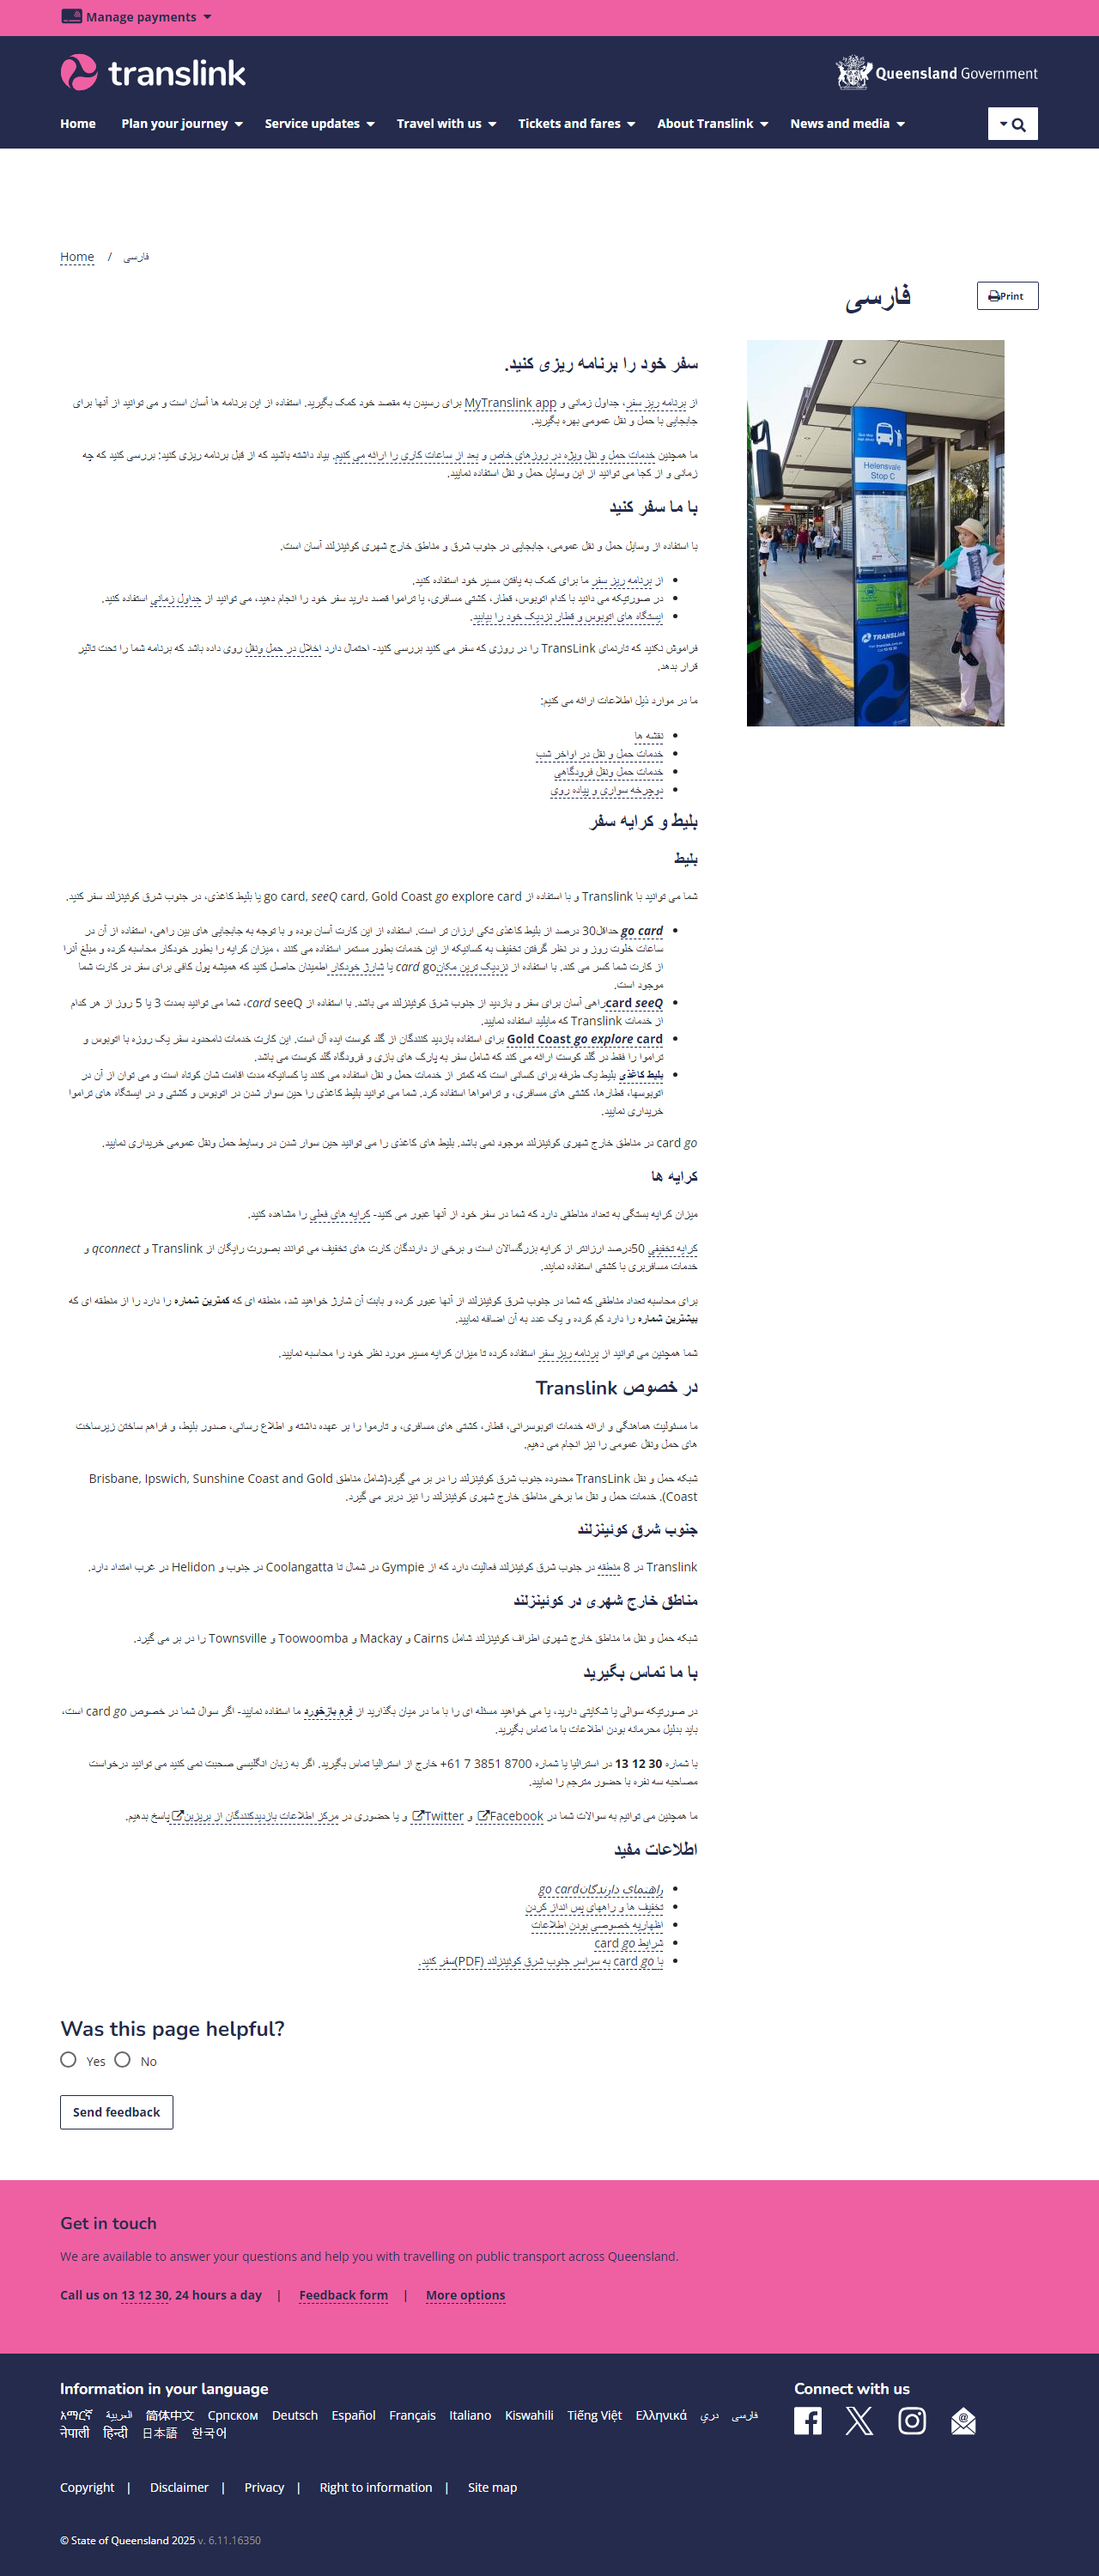 Manage payments
translink
Queensland Government
Home Plan your journey Service updates Travel with us Tickets and fares About Translink News and media
Home / فارسی
فارسی
Print
سفر خود را برنامه ریزی کنید.
از برنامه ریز سفر، جداول زمانی و MyTranslink app برای رسیدن به مقصد خود کمک بگیرید. استفاده از این برنامه ها آسان است و می توانید از آنها برای
جابجایی با حمل و نقل عمومی بهره بگیرید.
ما همچنین خدمات حمل و نقل ویژه در روزهای خاص و بعد از ساعات کاری را ارائه می کنیم. بیاد داشته باشید که از قبل برنامه ریزی کنید: بررسی کنید که چه
زمانی و از کجا می توانید از این وسایل حمل و نقل استفاده نمایید.
با ما سفر کنید
با استفاده از وسایل حمل و نقل عمومی، جابجایی در جنوب شرق و مناطق خارج شهری کوئینزلند آسان است.
از برنامه ریز سفر ما برای کمک به یافتن مسیر خود استفاده کنید.
در صورتیکه می دانید با کدام اتوبوس، قطار، کشتی مسافری، یا تراموا قصد دارید سفر خود را انجام دهید، می توانید از جداول زمانی استفاده کنید.
ایستگاه های اتوبوس و قطار نزدیک خود را بیابید.
فراموش نکنید که تارنمای TransLink را در روزی که سفر می کنید بررسی کنید- احتمال دارد اخلال در حمل ونقل روی داده باشد که برنامه شما را تحت تاثیر
قرار بدهد.
ما در موارد ذیل اطلاعات ارائه می کنیم:
نقشه ها
خدمات حمل و نقل در اواخر شب
خدمات حمل ونقل فرودگاهی
دوچرخه سواری و پیاده روی
Helensvale
Stop C
TRANSLink
بلیط و کرایه سفر
بلیط
شما می توانید با Translink و با استفاده از go card, seeQ card, Gold Coast go explore card یا بلیط کاغذی، در جنوب شرق کوئینزلند سفر کنید.
go card حداقل30 درصد از بلیط کاغذی تکی ارزان تر است. استفاده از این کارت آسان بوده و با توجه به جابجایی های بین راهی، استفاده از آن در
ساعات خلوت روز و در نظر گرفتن تخفیف به کسانیکه از این خدمات بطور مستمر استفاده می کنند ، میزان کرایه را بطور خودکار محاسبه کرده و مبلغ آنرا
از کارت شما کسر می کند. با استفاده از نزدیک ترین مکانcard go یا شارژ خودکار اطمینان حاصل کنید که همیشه پول کافی برای سفر در کارت شما
موجود است.
card seeQراهی آسان برای سفر و بازدید از جنوب شرق کوئینزلند می باشد. با استفاده از card seeQ، شما می توانید بمدت 3 یا 5 روز از هر کدام
از خدمات Translink که مایلید استفاده نمایید.
Gold Coast go explore card برای استفاده بازدید کنندگان از گلد کوست ایده آل است. این کارت خدمات نامحدود سفر یک روزه با اتوبوس و
تراموا را فقط در گلد کوست ارائه می کند که شامل سفر به پارک های بازی و فرودگاه گلد کوست می باشد.
بلیط کاغذی بلیط یک طرفه برای کسانی است که کمتر از خدمات حمل و نقل استفاده می کنند یا کسانیکه مدت اقامت شان کوتاه است و می توان از آن در
اتوبوسها، قطارها، کشتی های مسافری، و ترامواها استفاده کرد. شما می توانید بلیط کاغذی را حین سوار شدن در اتوبوس و کشتی و در ایستگاه های تراموا
خریداری نمایید.
card go در مناطق خارج شهری کوئینزلند موجود نمی باشد. بلیط های کاغذی را می توانید حین سوار شدن در وسایط حمل ونقل عمومی خریداری نمایید.
کرایه ها
میزان کرایه بستگی به تعداد مناطقی دارد که شما در سفر خود از آنها عبور می کنید- کرایه های فعلی را مشاهده کنید.
کرایه تخفیفی 50درصد ارزانتر از کرایه بزرگسالان است و برخی از دارندگان کارت های تخفیف می توانند بصورت رایگان از Translink و qconnect و
خدمات مسافربری با کشتی استفاده نمایند.
برای محاسبه تعداد مناطقی که شما در جنوب شرق کوئینزلند از آنها عبور کرده و بابت آن شارژ خواهید شد، منطقه ای که کمترین شماره را دارد را از منطقه ای که
بیشترین شماره را دارد کم کرده و یک عدد به آن اضافه نمایید.
شما همچنین می توانید از برنامه ریز سفر استفاده کرده تا میزان کرایه مسیر مورد نظر خود را محاسبه نمایید.
در خصوص Translink
ما مسئولیت هماهنگی و ارائه خدمات اتوبوسرانی، قطار، کشتی های مسافری، و تاراموا را بر عهده داشته و اطلاع رسانی، صدور بلیط، و فراهم ساختن زیرساخت
های حمل ونقل عمومی را نیز انجام می دهیم.
شبکه حمل و نقل TransLink محدوده جنوب شرق کوئینزلند را در بر می گیرد(شامل مناطق Brisbane, Ipswich, Sunshine Coast and Gold
Coast). خدمات حمل و نقل ما برخی مناطق خارج شهری کوئینزلند را نیز دربر می گیرد.
جنوب شرق کوئینزلند
Translink در 8 منطقه در جنوب شرق کوئینزلند فعالیت دارد که از Gympie در شمال تا Coolangatta در جنوب و Helidon در غرب امتداد دارد.
مناطق خارج شهری در کوئینزلند
شبکه حمل و نقل ما مناطق خارج شهری اطراف کوئینزلند شامل Cairns و Mackay و Toowoomba و Townsville را در بر می گیرد.
با ما تماس بگیرید
در صورتیکه سوالی یا شکایتی دارید، یا می خواهید مسئله ای را با ما در میان بگذارید از فرم بازخورد ما استفاده نمایید- اگر سوال شما در خصوص card go است،
باید بدلیل محرمانه بودن اطلاعات با ما تماس بگیرید.
با شماره 13 12 30 در استرالیا یا شماره 8700 3851 7 61+ خارج از استرالیا تماس بگیرید. اگر به زبان انگلیسی صحبت نمی کنید می توانید درخواست
مصاحبه سه نفره با حضور مترجم را نمایید.
ما همچنین می توانیم به سوالات شما در Facebook و Twitter و یا حضوری در مرکز اطلاعات بازدیدکنندگان از بریزبن پاسخ بدهیم.
اطلاعات مفید
راهنمای دارندگانgo card
تخفیف ها و راههای پس انداز کردن
اظهاریه خصوصی بودن اطلاعات
شرایط card go
با card go به سراسر جنوب شرق کوئینزلند (PDF)سفر کنید.
Was this page helpful?
Yes No
Send feedback
Get in touch
We are available to answer your questions and help you with travelling on public transport across Queensland.
Call us on 13 12 30, 24 hours a day | Feedback form | More options
Information in your language
አማርኛ العربية 简体中文 Српском Deutsch Español Français Italiano Kiswahili Tiếng Việt Ελληνικά دري فارسی
नेपाली हिन्दी 日本語 한국어
Connect with us
Copyright | Disclaimer | Privacy | Right to information | Site map
© State of Queensland 2025 v. 6.11.16350